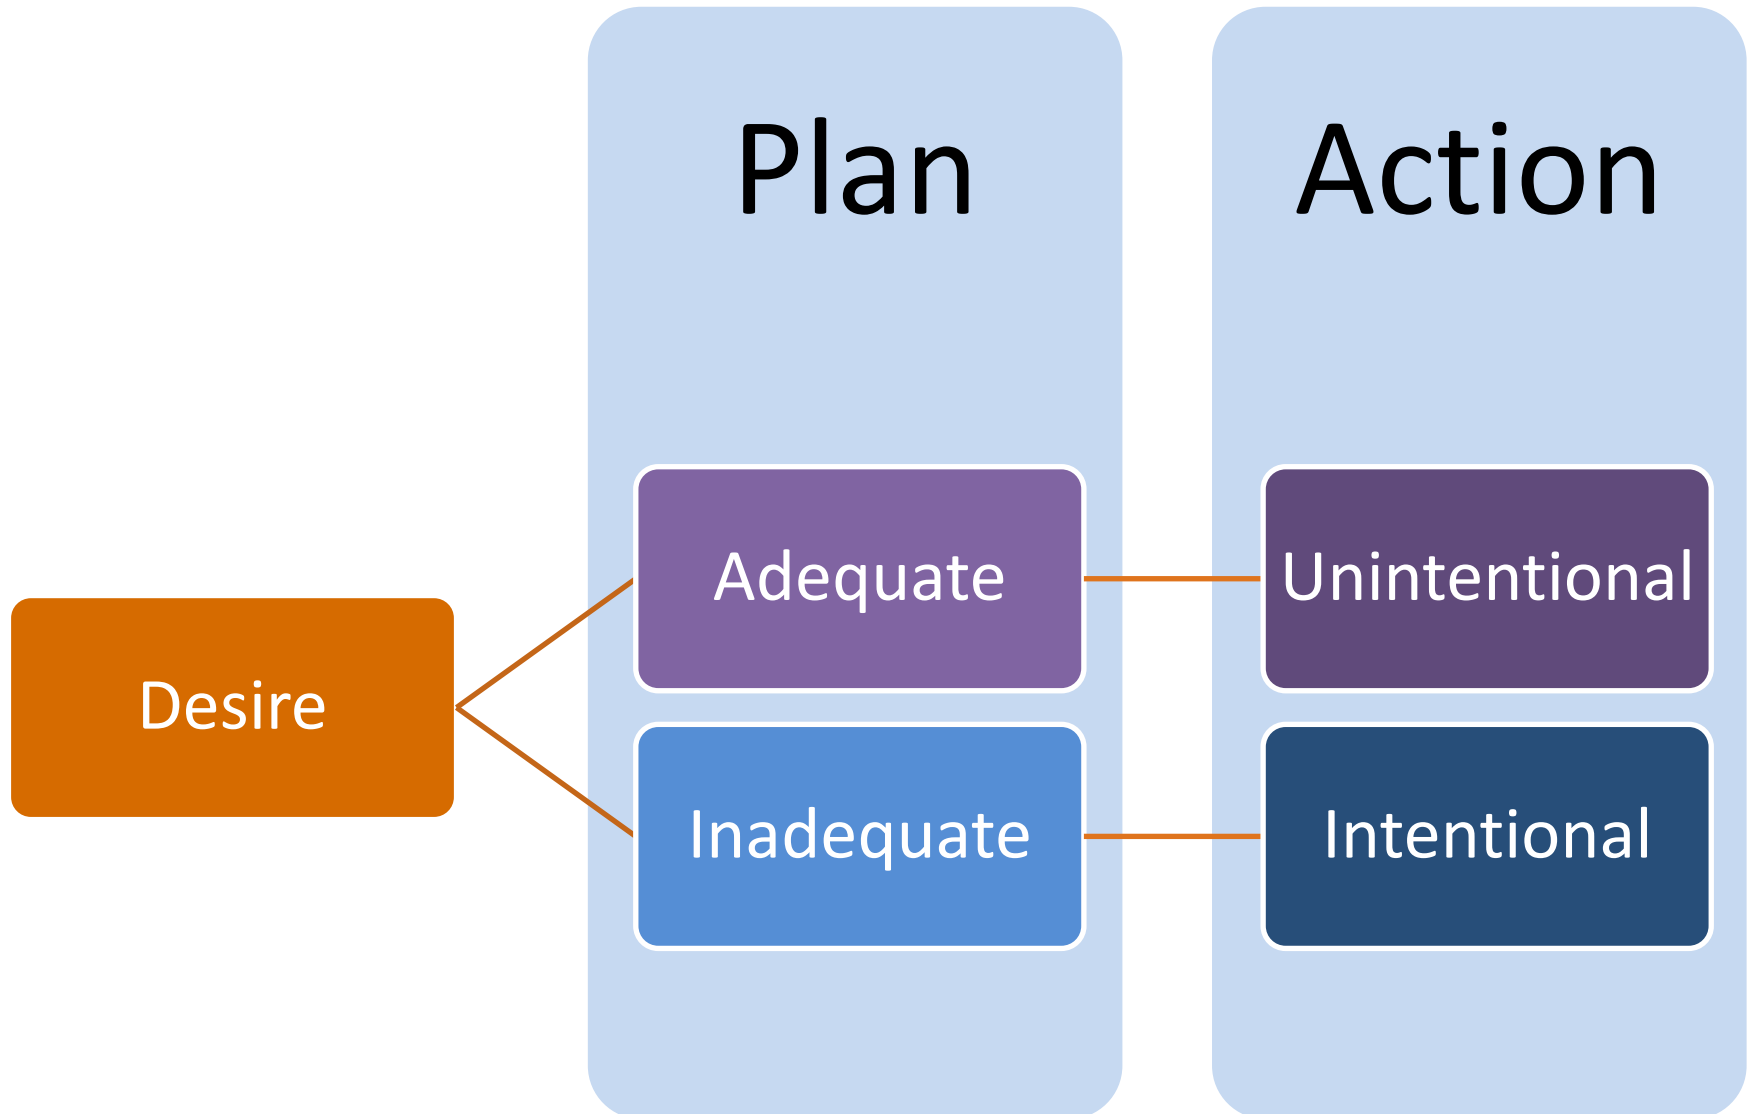 Plan
Action
Desire
Adequate
Unintentional
Inadequate
Intentional